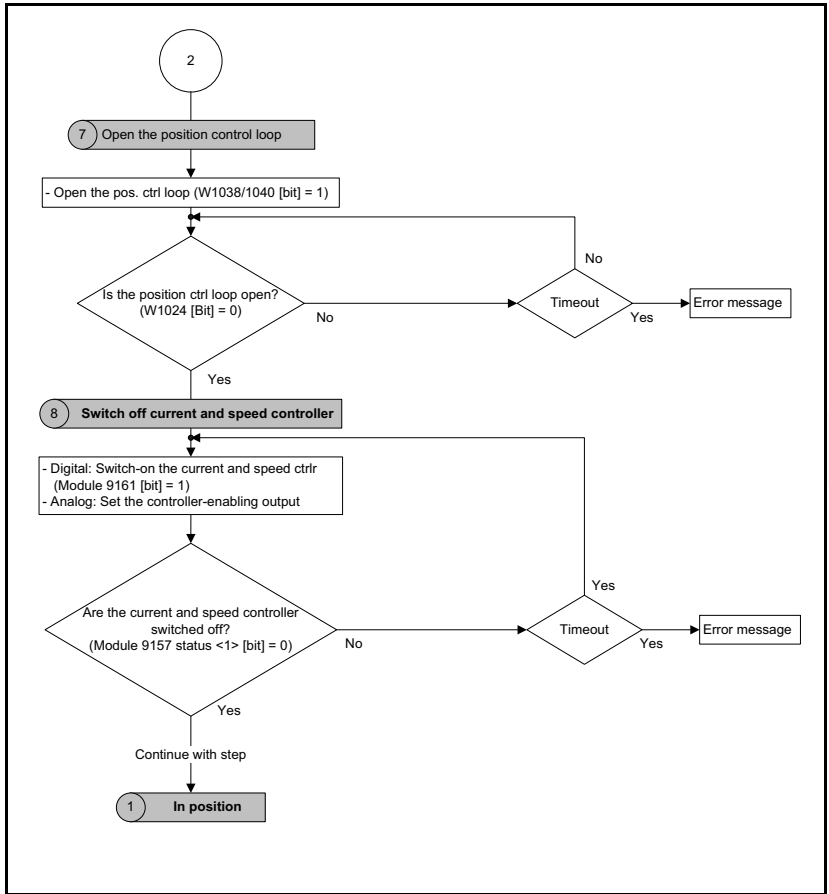 2
7 Open the position control loop
- Open the pos. ctrl loop (W1038/1040 [bit] = 1)
No
Is the position ctrl loop open?
(W1024 [Bit] = 0)
No
Timeout
Yes
Error message
Yes
8 Switch off current and speed controller
- Digital: Switch-on the current and speed ctrlr
(Module 9161 [bit] = 1)
- Analog: Set the controller-enabling output
Yes
Are the current and speed controller
switched off?
(Module 9157 status <1> [bit] = 0)
No
Timeout
Yes
Error message
Yes
Continue with step
1 In position